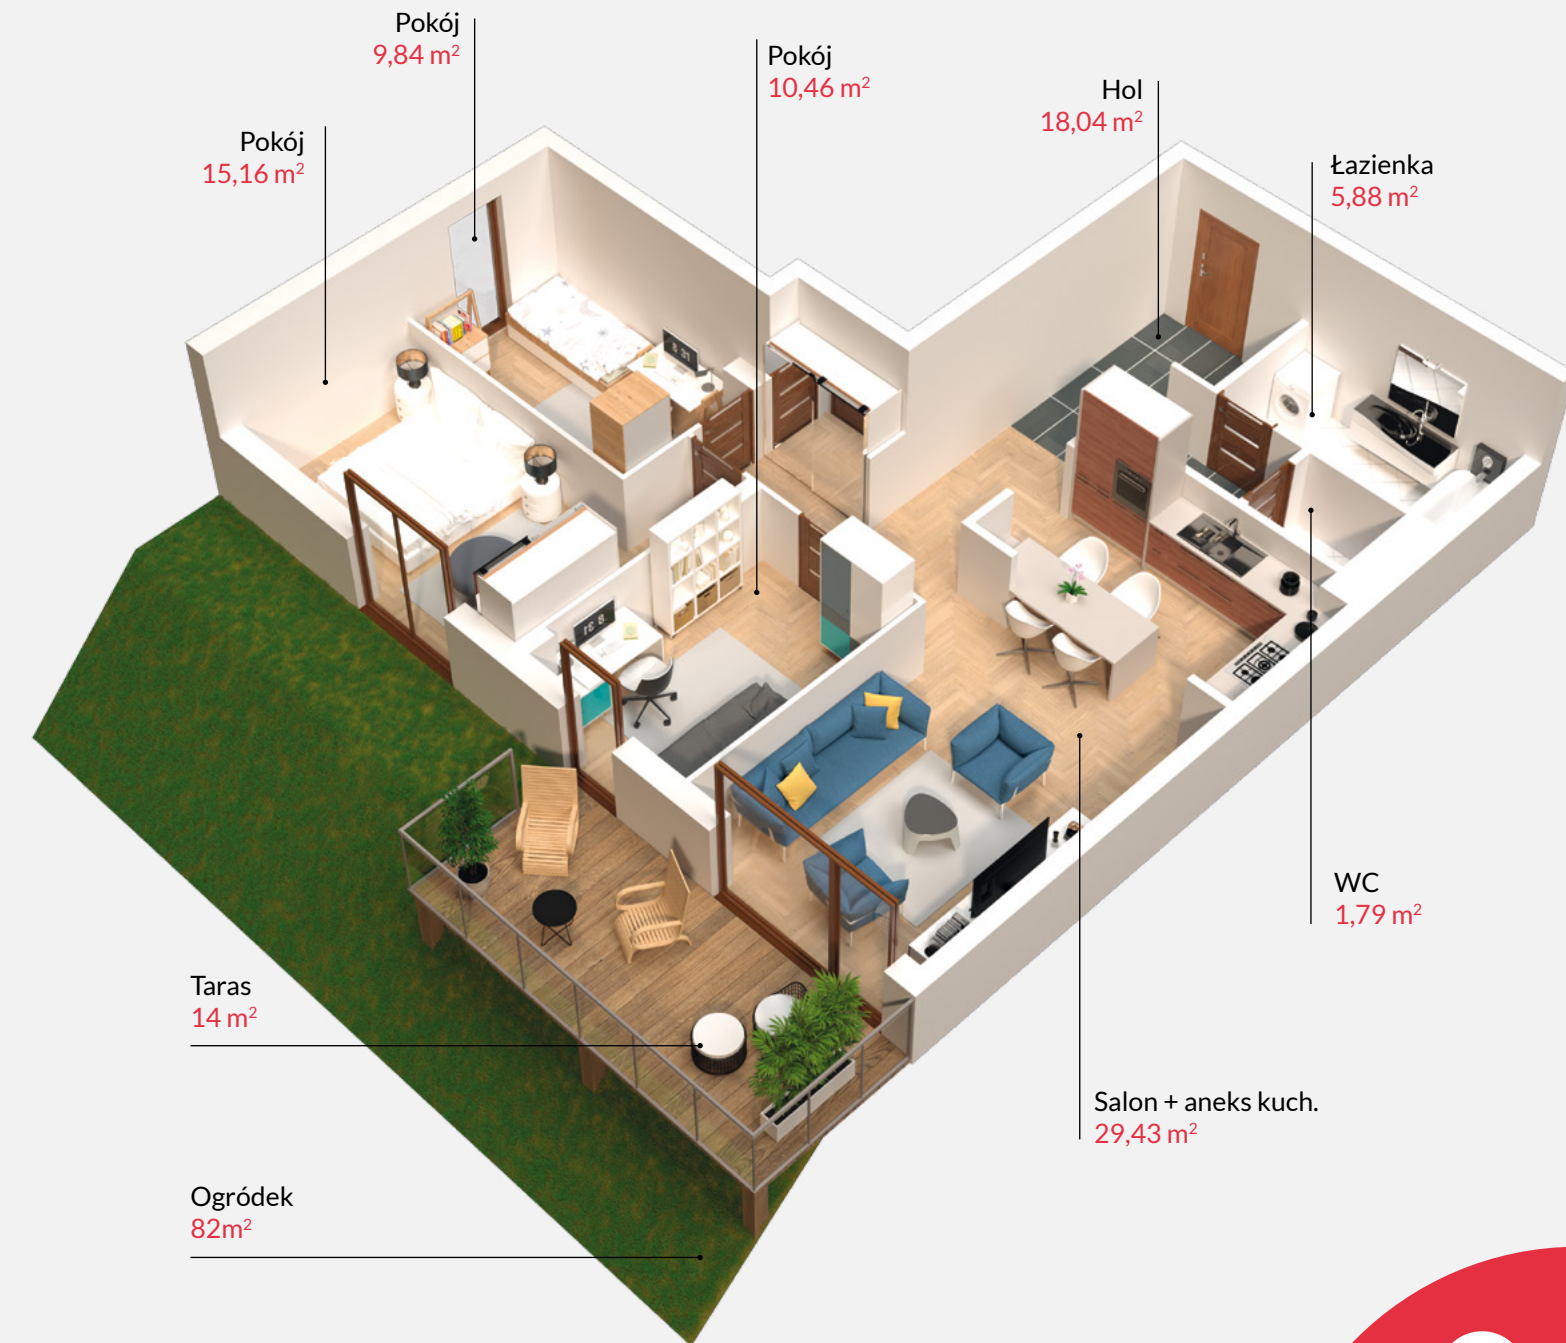 Pokój
9,84 m²
Pokój
10,46 m²
Hol
18,04 m²
Pokój
15,16 m²
Łazienka
5,88 m²
WC
1,79 m²
Taras
14 m²
Salon + aneks kuch.
29,43 m²
Ogródek
82m²